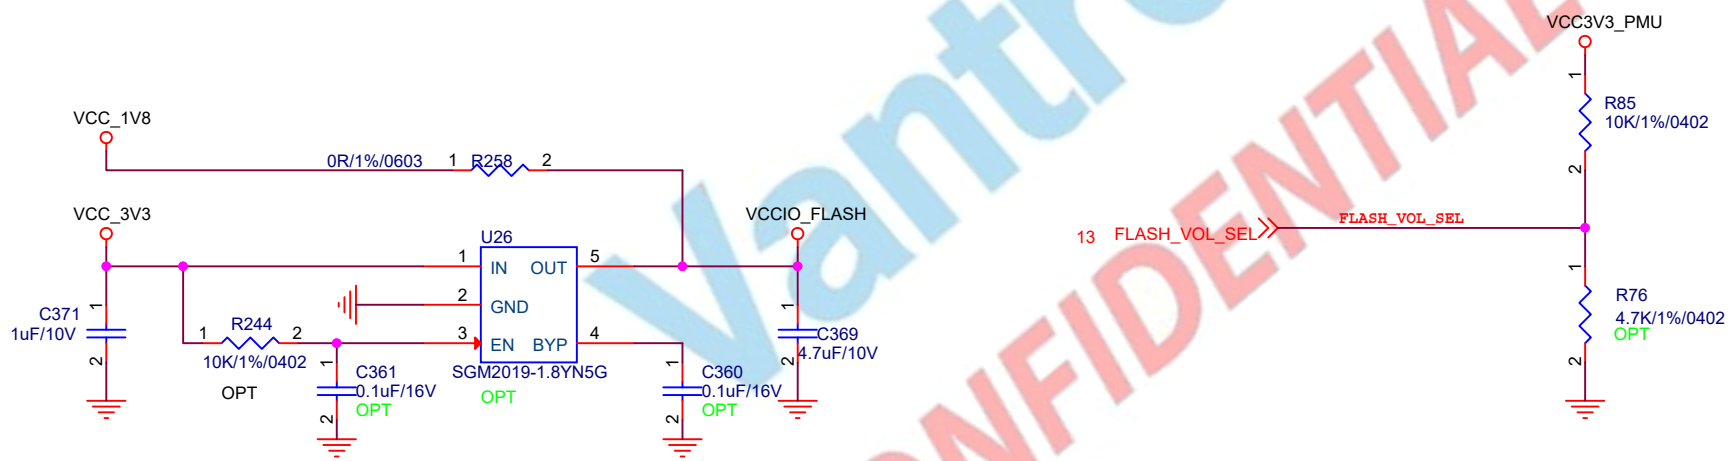 VCC3V3_PMU
1
R85
10K/1%/0402
2
VCC_1V8
0R/1%/0603
1
R258
2
VCC_3V3
VCCIO_FLASH
13
FLASH_VOL_SEL
FLASH_VOL_SEL
U26
1
IN
OUT
5
2
GND
3
EN
BYP
4
SGM2019-1.8YN5G
OPT
C371
1uF/10V
1
2
1
R244
2
10K/1%/0402
OPT
1
C361
0.1uF/16V
OPT
2
1
C360
0.1uF/16V
OPT
2
1
C369
4.7uF/10V
2
1
R76
4.7K/1%/0402
OPT
2
Vantr
ONFIDENTIAL